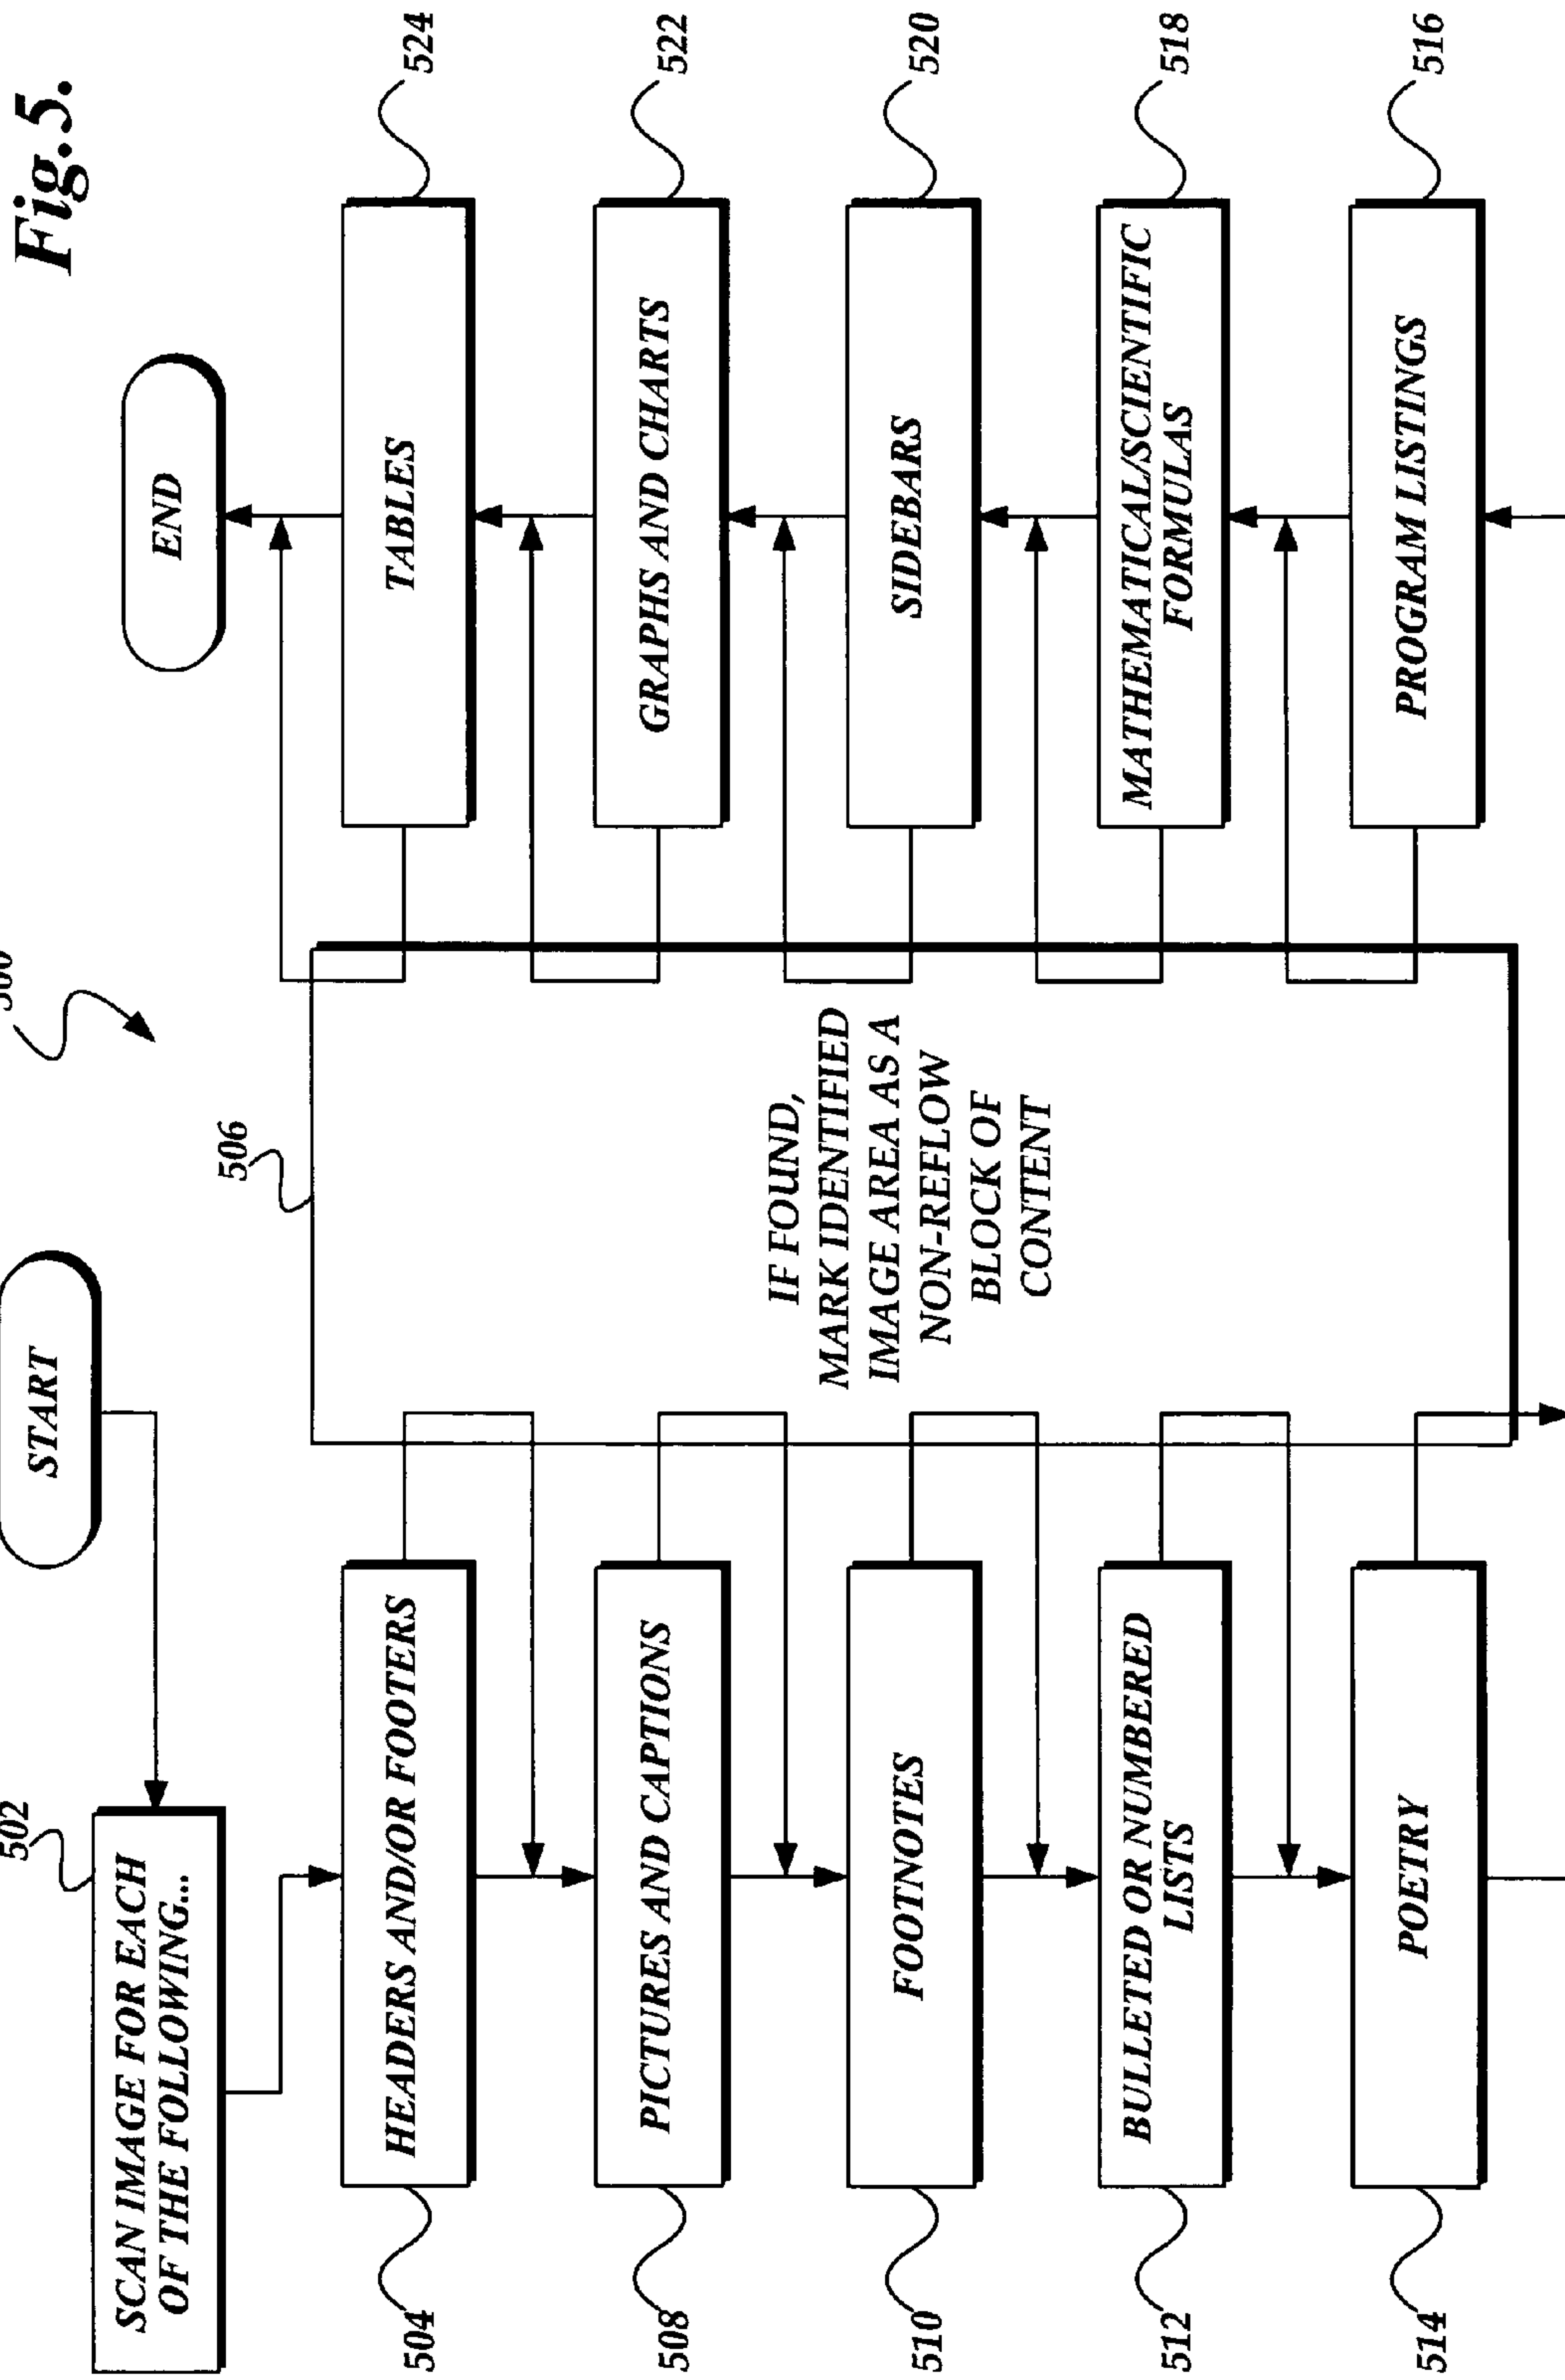 Fig.5.
START
502
SCAN IMAGE FOR EACH
OF THE FOLLOWING...
END
504
HEADERS AND/OR FOOTERS
506
TABLES
524
508
PICTURES AND CAPTIONS
GRAPHS AND CHARTS
522
510
FOOTNOTES
IF FOUND,
MARK IDENTIFIED
IMAGE AREA AS A
NON-REFLOW
BLOCK OF
CONTENT
SIDEBARS
520
512
BULLETED OR NUMBERED
LISTS
MATHEMATICAL/SCIENTIFIC
FORMULAS
518
514
POETRY
PROGRAM LISTINGS
516